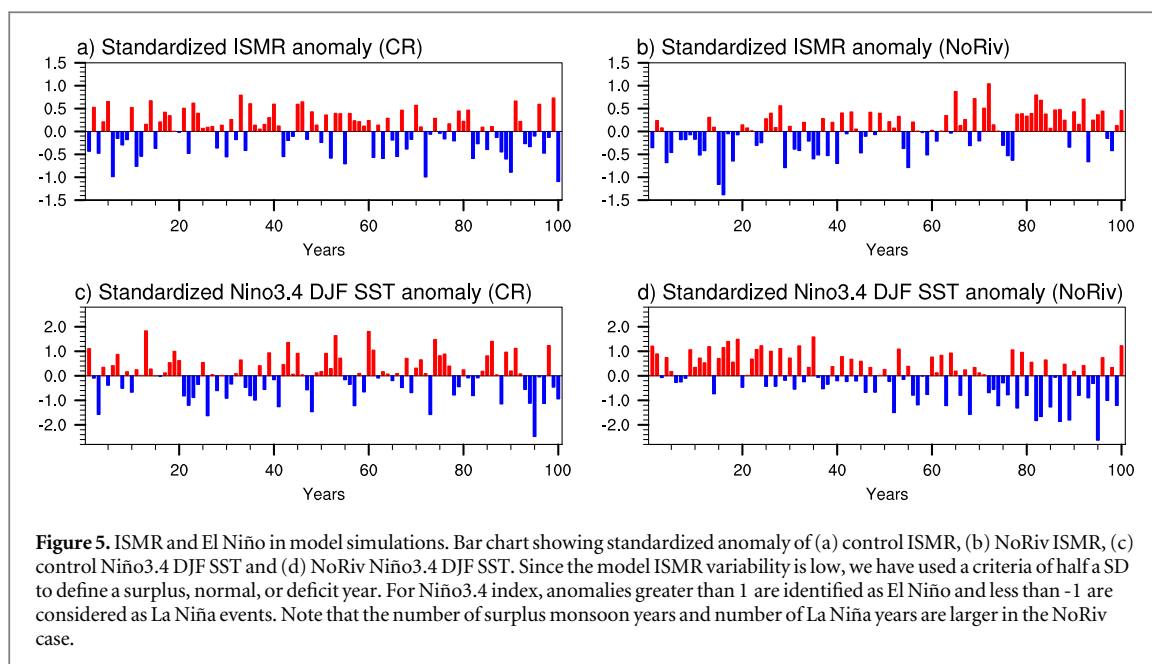 a) Standardized ISMR anomaly (CR)
1.5
1.0
0.5
0.0
-0.5
-1.0
-1.5
20 40 60 80 100
Years
b) Standardized ISMR anomaly (NoRiv)
1.5
1.0
0.5
0.0
-0.5
-1.0
-1.5
20 40 60 80 100
Years
c) Standardized Nino3.4 DJF SST anomaly (CR)
2.0
1.0
0.0
-1.0
-2.0
20 40 60 80 100
Years
d) Standardized Nino3.4 DJF SST anomaly (NoRiv)
2.0
1.0
0.0
-1.0
-2.0
20 40 60 80 100
Years
Figure 5. ISMR and El Niño in model simulations. Bar chart showing standardized anomaly of (a) control ISMR, (b) NoRiv ISMR, (c)
control Niño3.4 DJF SST and (d) NoRiv Niño3.4 DJF SST. Since the model ISMR variability is low, we have used a criteria of half a SD
to define a surplus, normal, or deficit year. For Niño3.4 index, anomalies greater than 1 are identified as El Niño and less than -1 are
considered as La Niña events. Note that the number of surplus monsoon years and number of La Niña years are larger in the NoRiv
case.